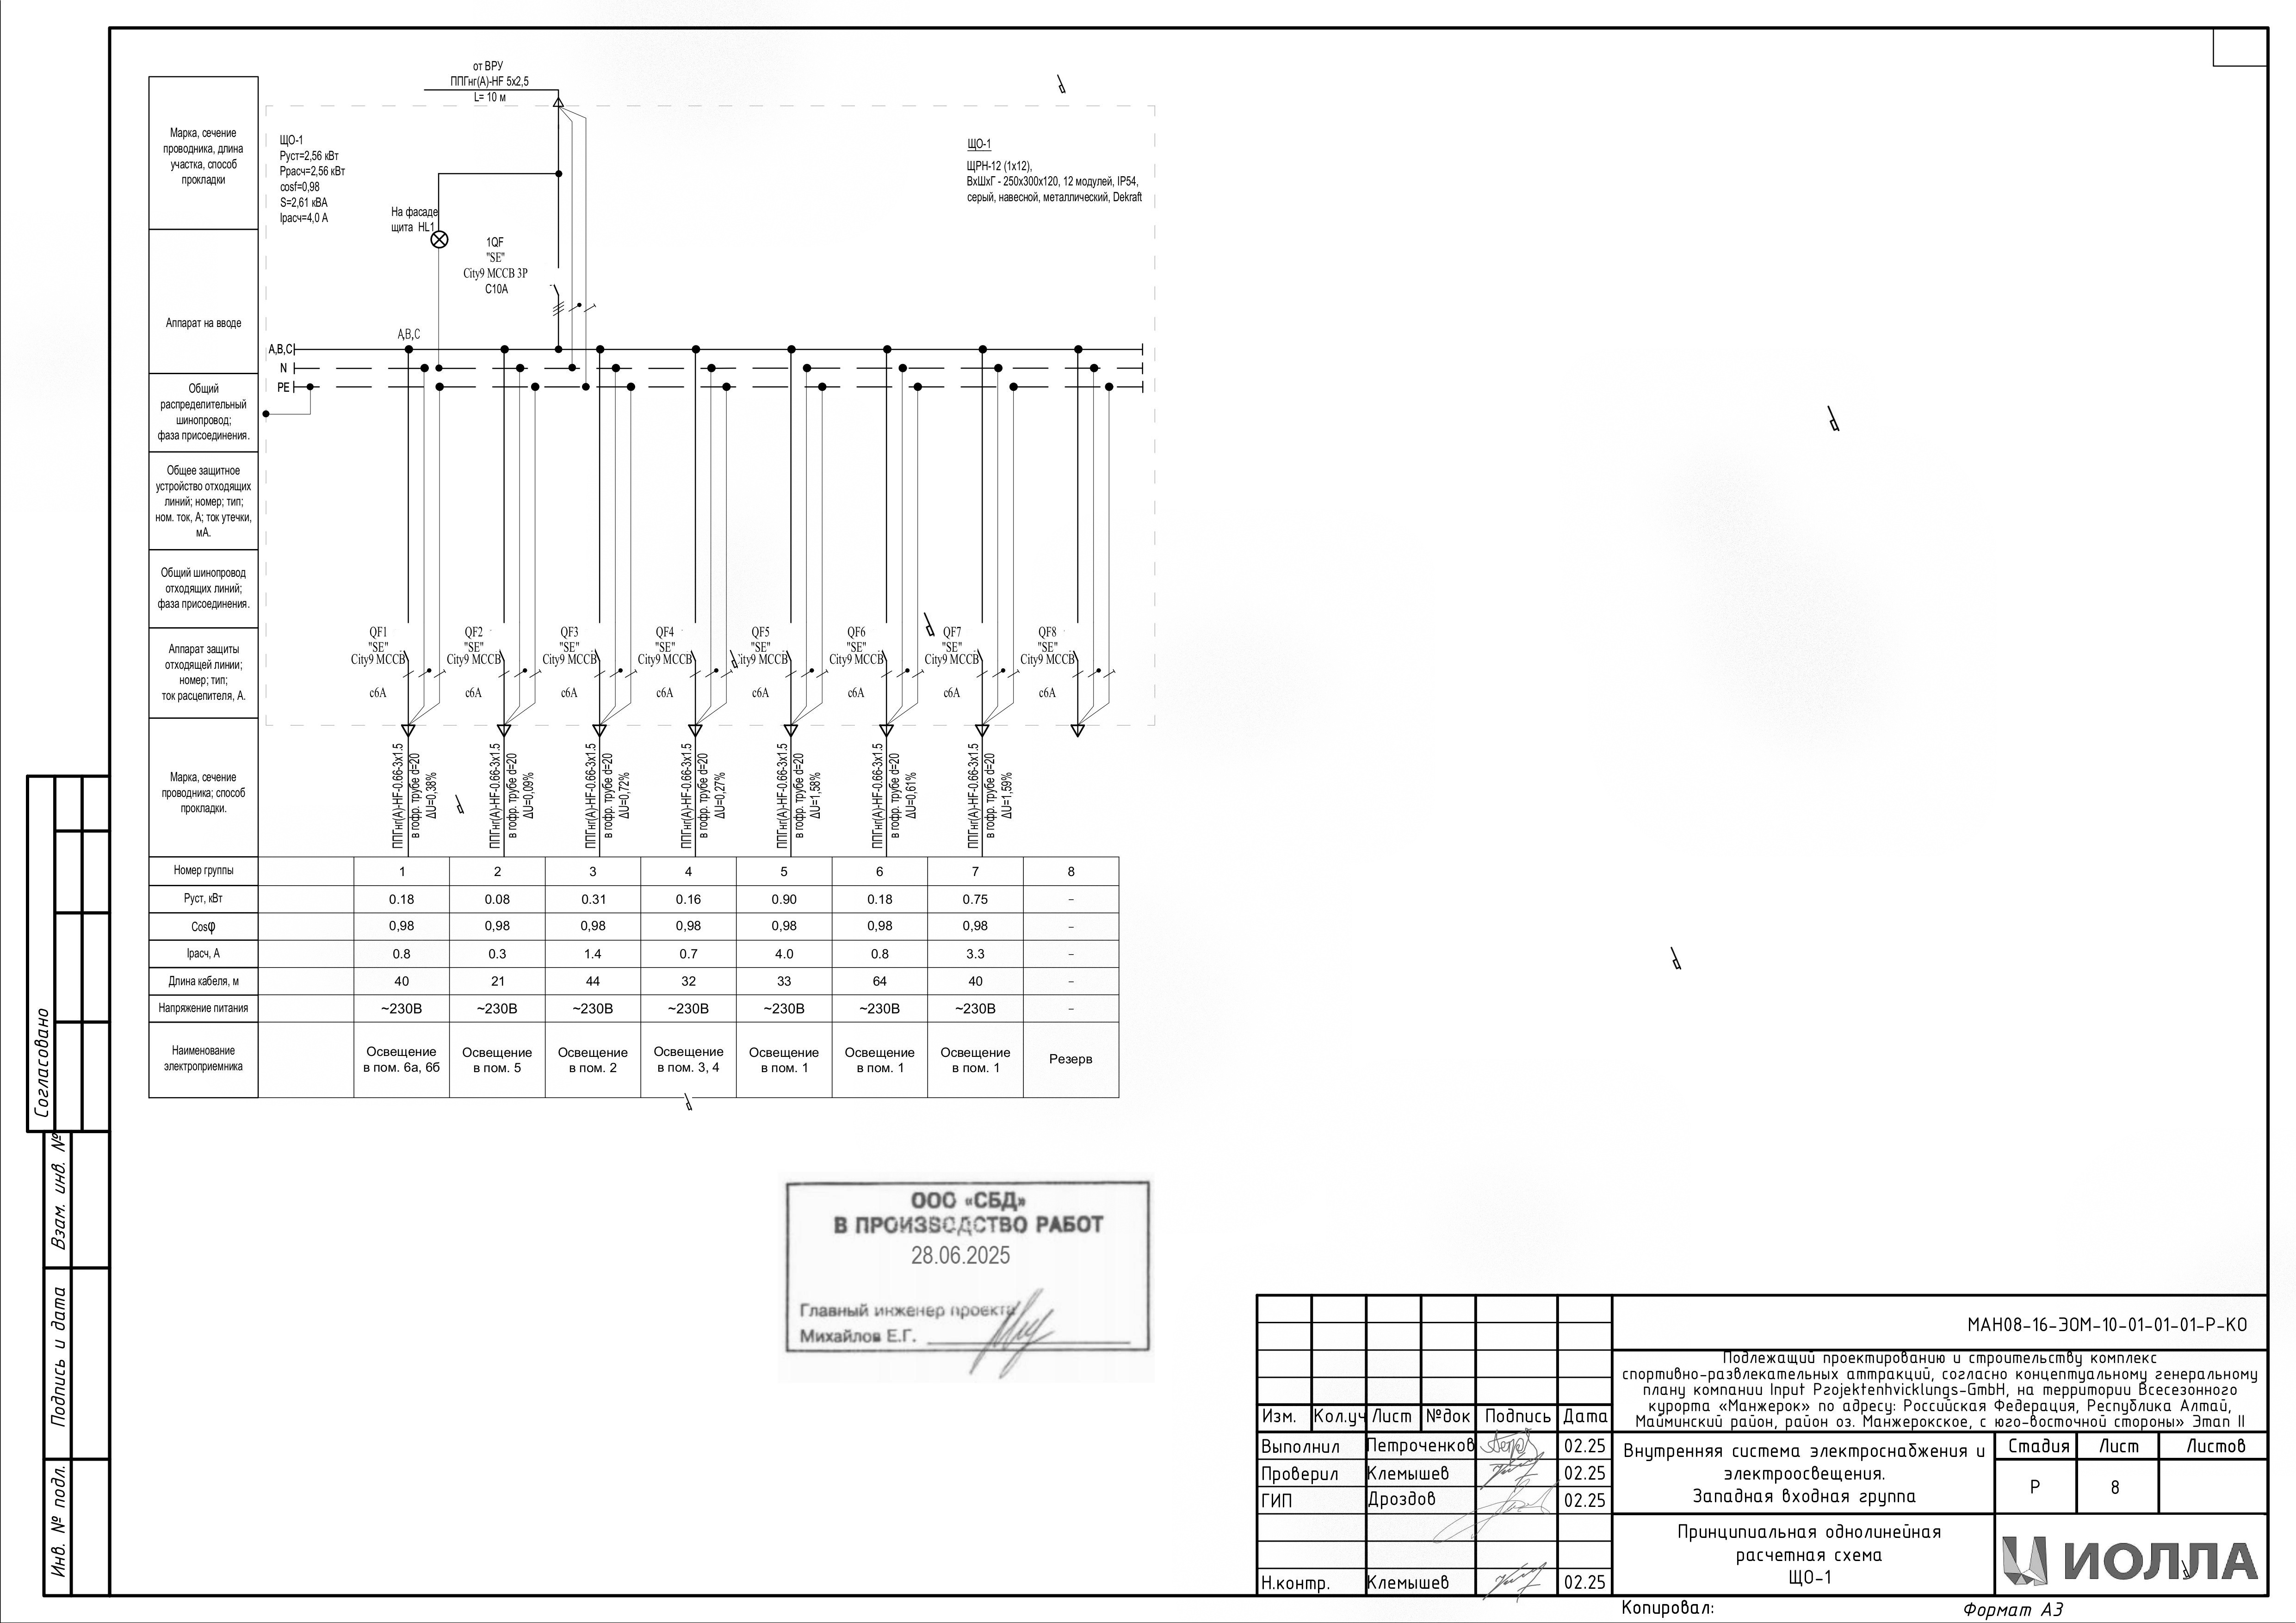 от ВРУ
ППГнг(А)-HF 5х2,5
L= 10 м
ЩО-1
Руст=2,56 кВт
Ррасч=2,56 кВт
cosf=0,98
S=2,61 кВА
Iрасч=4,0 А
На фасаде
щита HL1
1QF
"SE"
City9 MCCB 3P
C10A
ЩО-1
ЩРН-12 (1х12),
ВхШхГ - 250х300х120, 12 модулей, IP54,
серый, навесной, металлический, Dekraft
Марка, сечение
проводника, длина
участка, способ
прокладки
Аппарат на вводе
Общий
распределительный
шинопровод;
фаза присоединения.
Общее защитное
устройство отходящих
линий; номер; тип;
ном. ток, А; ток утечки,
мА.
Общий шинопровод
отходящих линий;
фаза присоединения.
Аппарат защиты
отходящей линии;
номер; тип;
ток расцепителя, А.
Марка, сечение
проводника; способ
прокладки.
A,B,C
A,B,C
N
PE
QF1 QF2 QF3 QF4 QF5 QF6 QF7 QF8
"SE" "SE" "SE" "SE" "SE" "SE" "SE" "SE"
City9 MCCB City9 MCCB City9 MCCB City9 MCCB City9 MCCB City9 MCCB City9 MCCB City9 MCCB
c6A c6A c6A c6A c6A c6A c6A c6A
ППГнг(А)-HF-0.66-3х1.5
в гофр. трубе d=20
ΔU=0,38%
ППГнг(А)-HF-0.66-3х1.5
в гофр. трубе d=20
ΔU=0,09%
ППГнг(А)-HF-0.66-3х1.5
в гофр. трубе d=20
ΔU=0,72%
ППГнг(А)-HF-0.66-3х1.5
в гофр. трубе d=20
ΔU=0,27%
ППГнг(А)-HF-0.66-3х1.5
в гофр. трубе d=20
ΔU=1,58%
ППГнг(А)-HF-0.66-3х1.5
в гофр. трубе d=20
ΔU=0,61%
ППГнг(А)-HF-0.66-3х1.5
в гофр. трубе d=20
ΔU=1,59%
Номер группы 1 2 3 4 5 6 7 8
Руст, кВт 0.18 0.08 0.31 0.16 0.90 0.18 0.75 –
Cosφ 0,98 0,98 0,98 0,98 0,98 0,98 0,98 –
Iрасч, А 0.8 0.3 1.4 0.7 4.0 0.8 3.3 –
Длина кабеля, м 40 21 44 32 33 64 40 –
Напряжение питания ~230В ~230В ~230В ~230В ~230В ~230В ~230В –
Наименование
электроприемника
Освещение
в пом. 6а, 6б
Освещение
в пом. 5
Освещение
в пом. 2
Освещение
в пом. 3, 4
Освещение
в пом. 1
Освещение
в пом. 1
Освещение
в пом. 1
Резерв
ООО «СБД»
В ПРОИЗВОДСТВО РАБОТ
28.06.2025
Главный инженер проекта
Михайлов Е.Г.
Согласовано
Взам. инв. №
Подпись и дата
Инв. № подл.
МАН08-16-ЭОМ-10-01-01-01-Р-КО
Подлежащий проектированию и строительству комплекс
спортивно-развлекательных аттракций, согласно концептуальному генеральному
плану компании Input Projektenhvicklungs-GmbH, на территории Всесезонного
курорта «Манжерок» по адресу: Российская Федерация, Республика Алтай,
Майминский район, район оз. Манжерокское, с юго-восточной стороны» Этап II
Изм. Кол.уч Лист №док Подпись Дата
Выполнил Петроченков 02.25
Проверил Клемышев 02.25
ГИП Дроздов 02.25
Н.контр. Клемышев 02.25
Внутренняя система электроснабжения и
электроосвещения.
Западная входная группа
Стадия Лист Листов
Р 8
Принципиальная однолинейная
расчетная схема
ЩО-1
ИОЛЛА
Копировал:
Формат А3